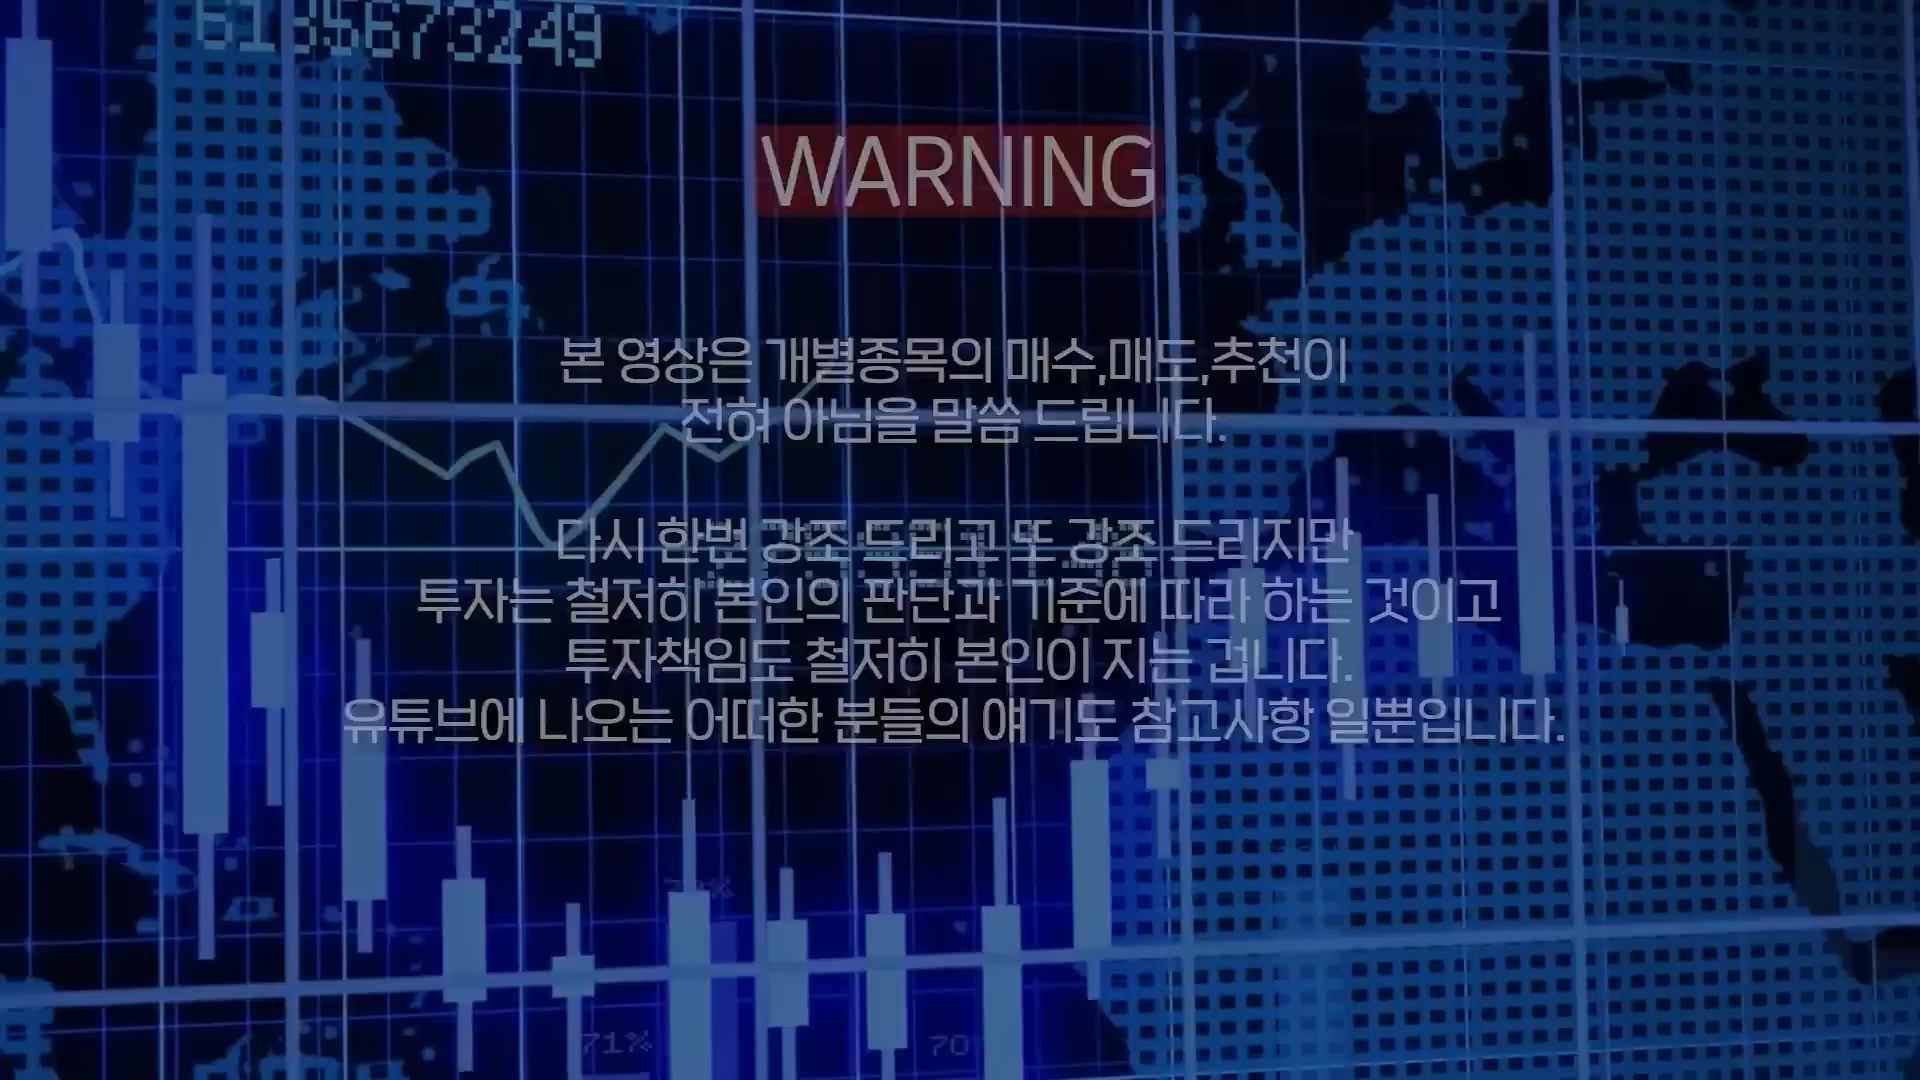 6135673249
WARNING
본 영상은 개별종목의 매수,매도,추천이
전혀 아님을 말씀 드립니다.
다시 한번 강조 드리고 또 강조 드리지만
투자는 철저히 본인의 판단과 기준에 따라 하는 것이고
투자책임도 철저히 본인이 지는 겁니다.
유튜브에 나오는 어떠한 분들의 얘기도 참고사항 일뿐입니다.
71%
70